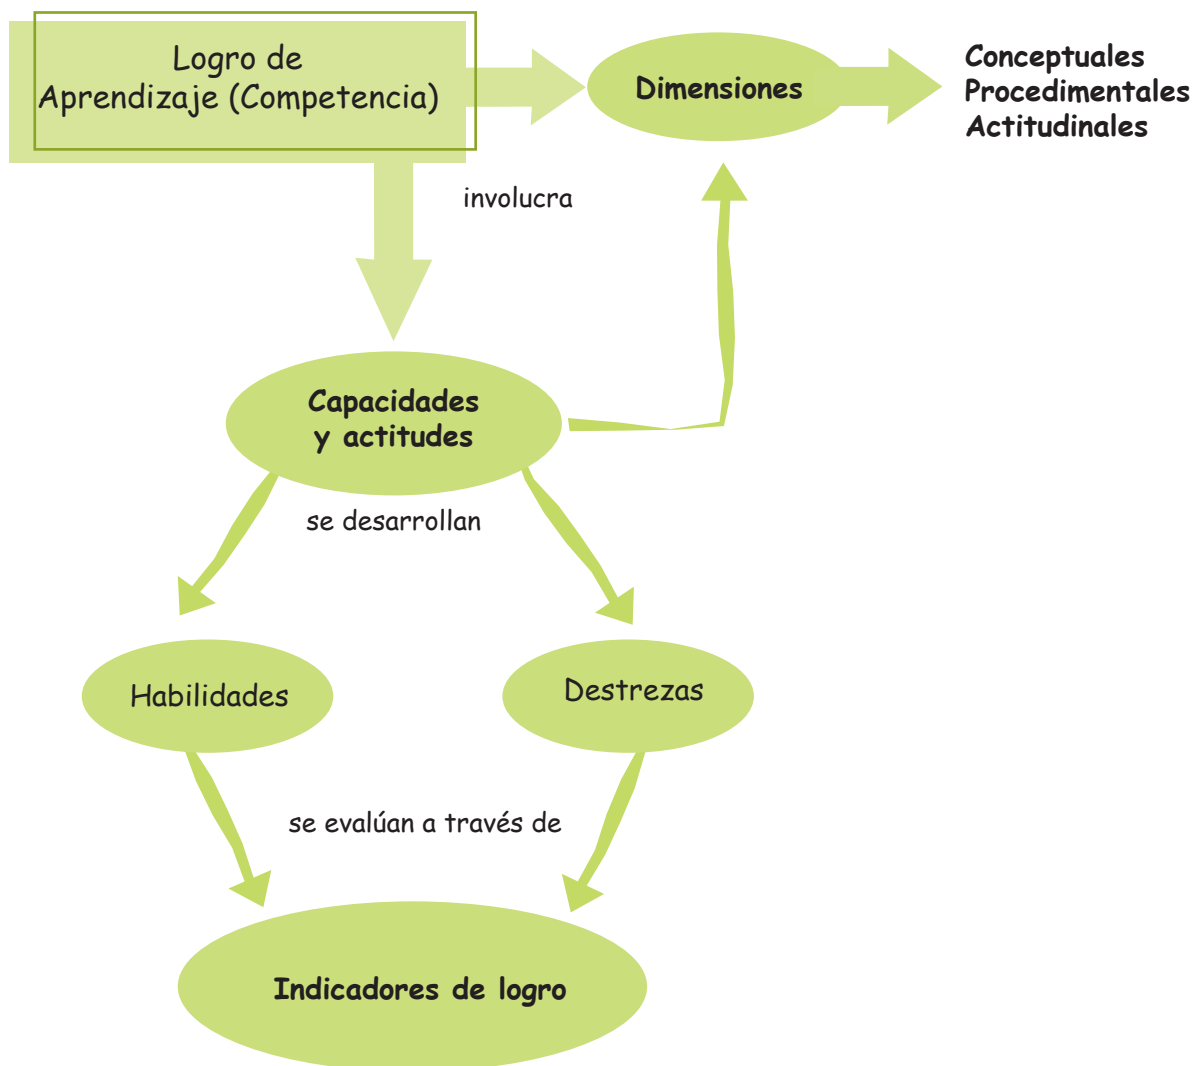 Logro de
Aprendizaje (Competencia)
Dimensiones
Conceptuales
Procedimentales
Actitudinales
involucra
Capacidades
y actitudes
se desarrollan
Habilidades
Destrezas
se evalúan a través de
Indicadores de logro